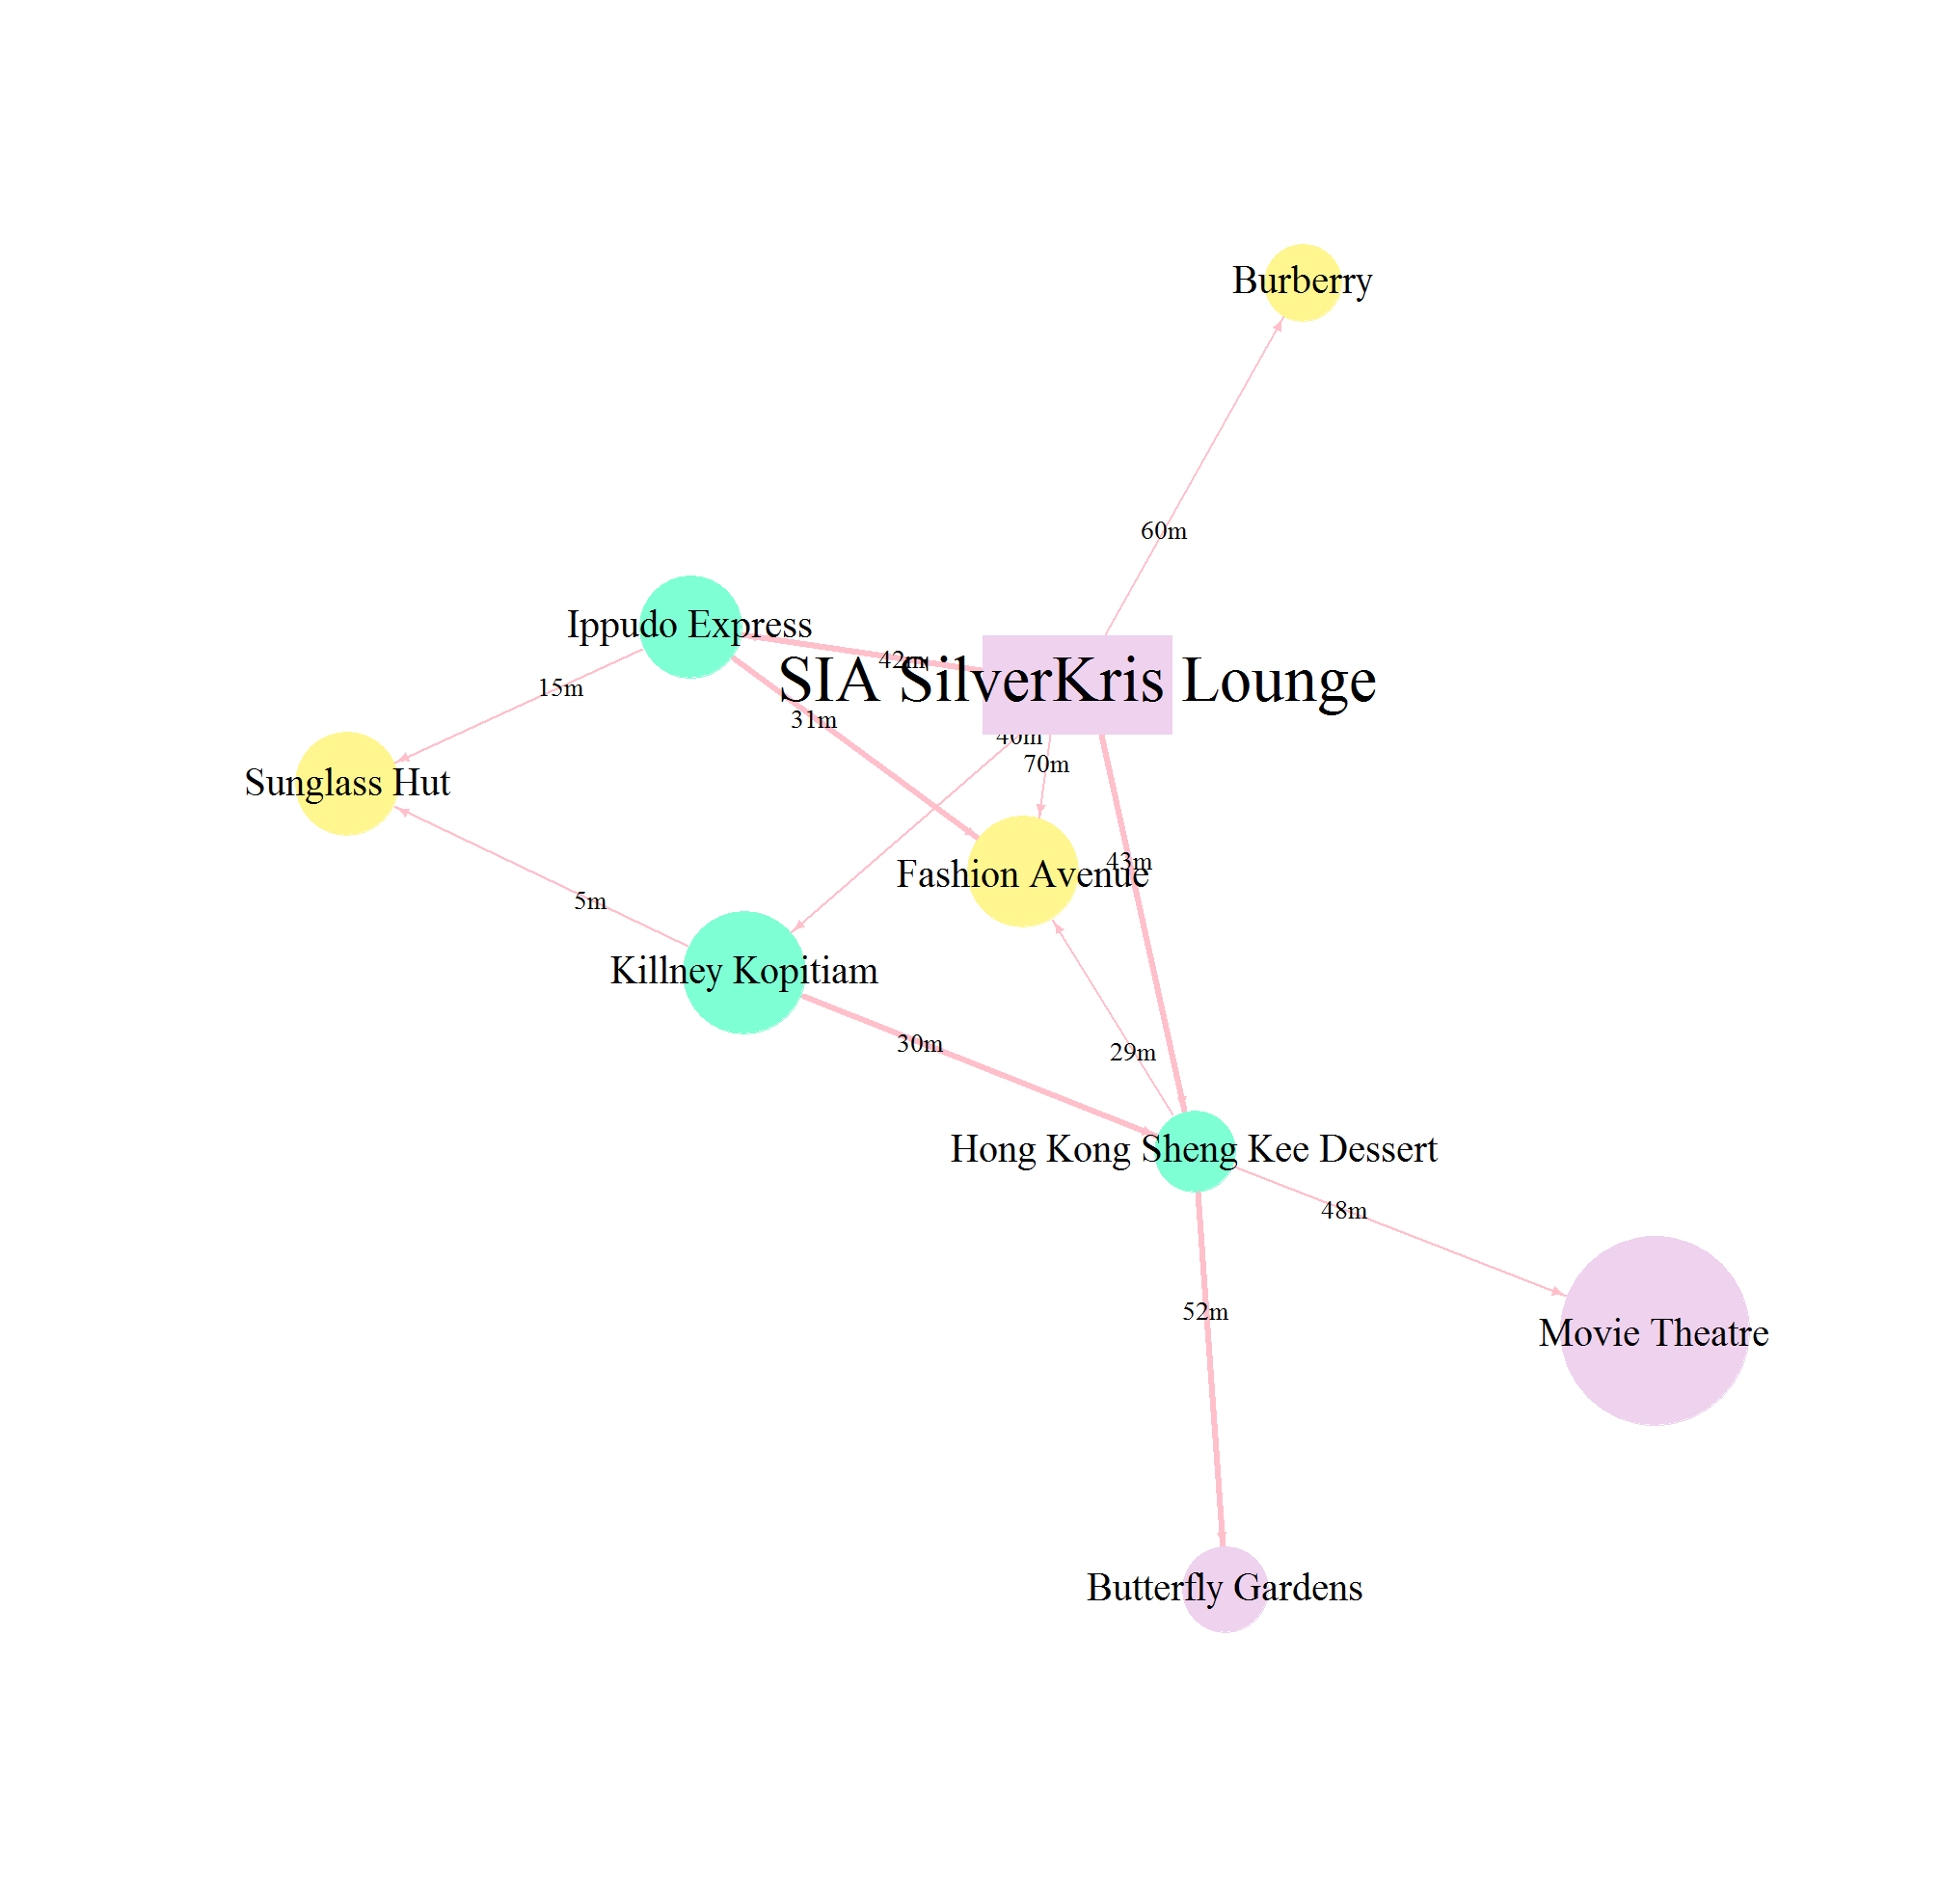 Burberry
60m
Ippudo Express
42m
SIA SilverKris Lounge
15m
31m
40m
70m
Sunglass Hut
43m
Fashion Avenue
5m
Killney Kopitiam
30m
29m
Hong Kong Sheng Kee Dessert
48m
52m
Movie Theatre
Butterfly Gardens